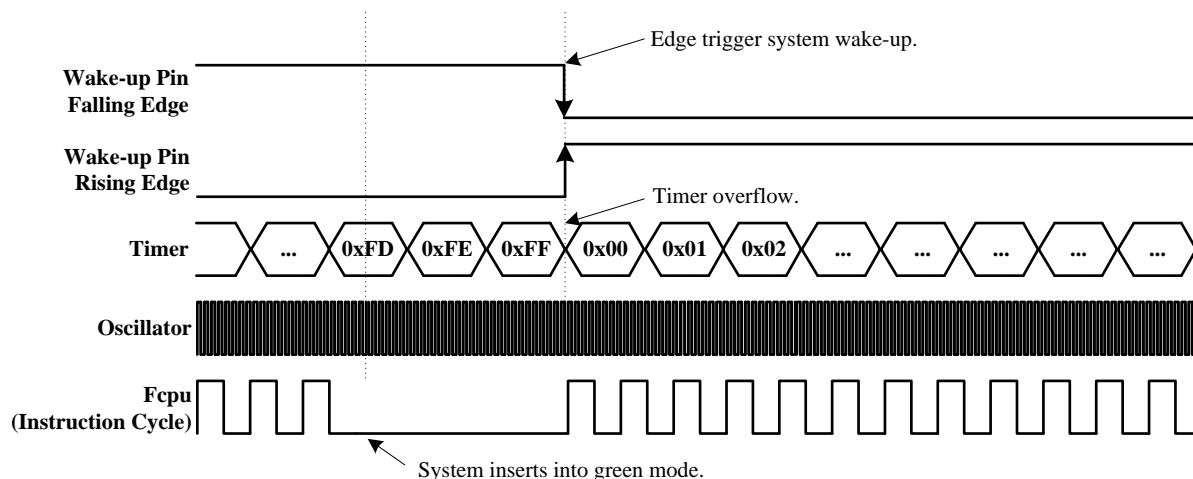 Edge trigger system wake-up.
Wake-up Pin
Falling Edge
Wake-up Pin
Rising Edge
Timer overflow.
Timer ... 0xFD 0xFE 0xFF 0x00 0x01 0x02 ... ... ... ... ...
Oscillator
Fcpu
(Instruction Cycle)
System inserts into green mode.